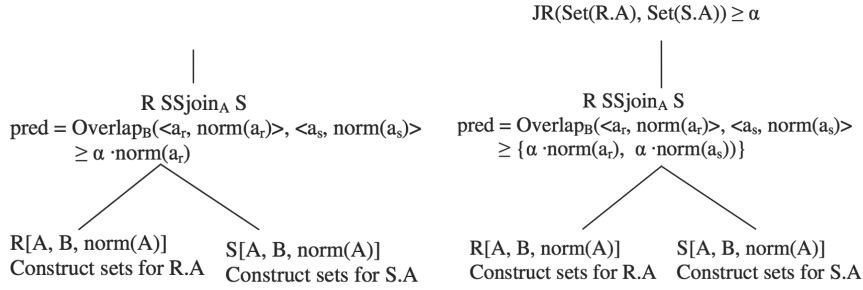 R SSjoin_A S
pred = Overlap_B(<a_r, norm(a_r)>, <a_s, norm(a_s)>
≥ α ·norm(a_r)
R[A, B, norm(A)]
Construct sets for R.A
S[A, B, norm(A)]
Construct sets for S.A
JR(Set(R.A), Set(S.A)) ≥ α
R SSjoin_A S
pred = Overlap_B(<a_r, norm(a_r)>, <a_s, norm(a_s)>
≥ {α ·norm(a_r), α ·norm(a_s))}
R[A, B, norm(A)]
Construct sets for R.A
S[A, B, norm(A)]
Construct sets for S.A